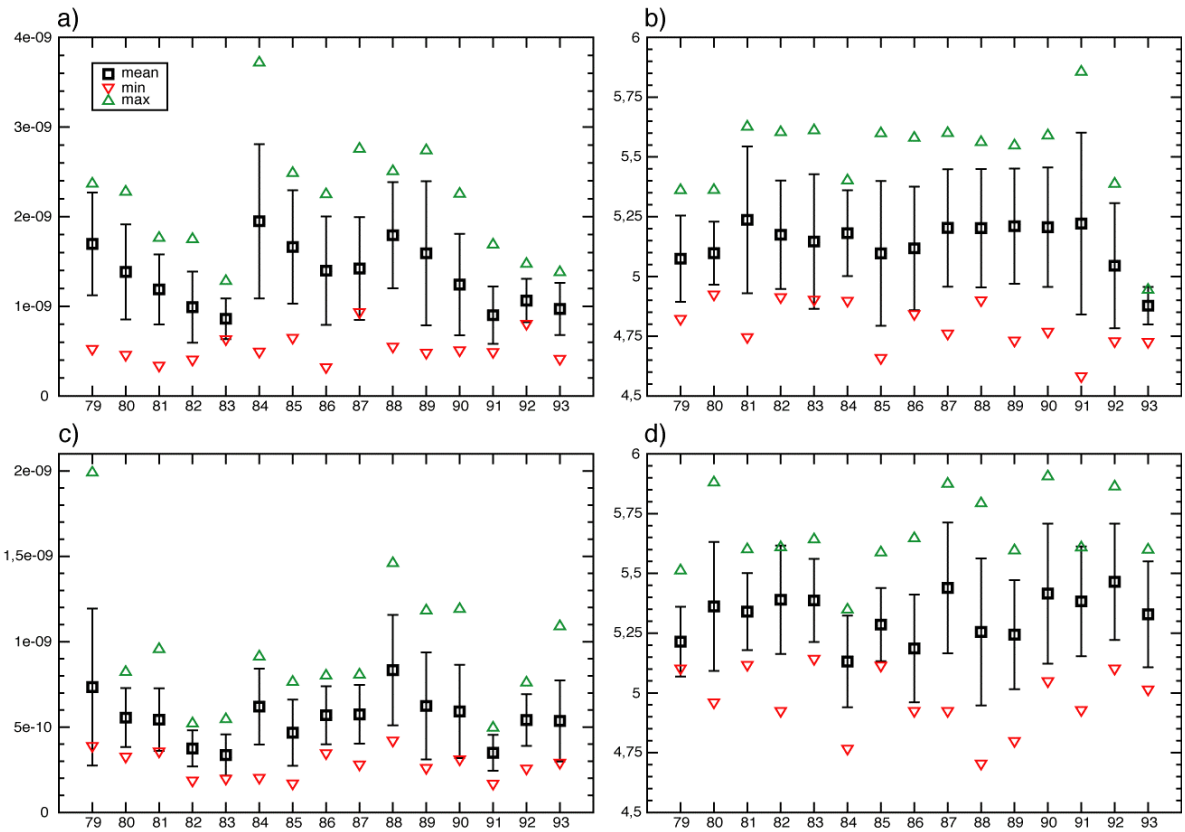 a)
4e-09
3e-09
2e-09
1e-09
0
mean
min
max
79 80 81 82 83 84 85 86 87 88 89 90 91 92 93
b)
6
5,75
5,5
5,25
5
4,75
4,5
79 80 81 82 83 84 85 86 87 88 89 90 91 92 93
c)
2e-09
1,5e-09
1e-09
5e-10
0
79 80 81 82 83 84 85 86 87 88 89 90 91 92 93
d)
6
5,75
5,5
5,25
5
4,75
4,5
79 80 81 82 83 84 85 86 87 88 89 90 91 92 93